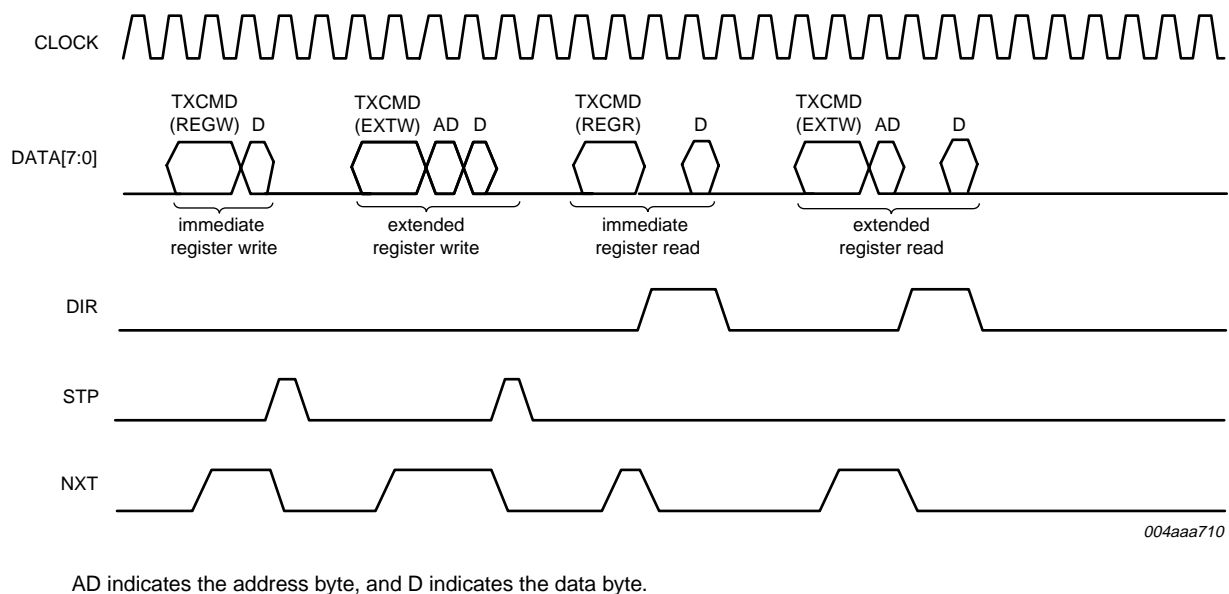 CLOCK
TXCMD
(REGW) D
TXCMD
(EXTW) AD D
TXCMD
(REGR) D
TXCMD
(EXTW) AD D
DATA[7:0]
immediate
register write
extended
register write
immediate
register read
extended
register read
DIR
STP
NXT
004aaa710
AD indicates the address byte, and D indicates the data byte.